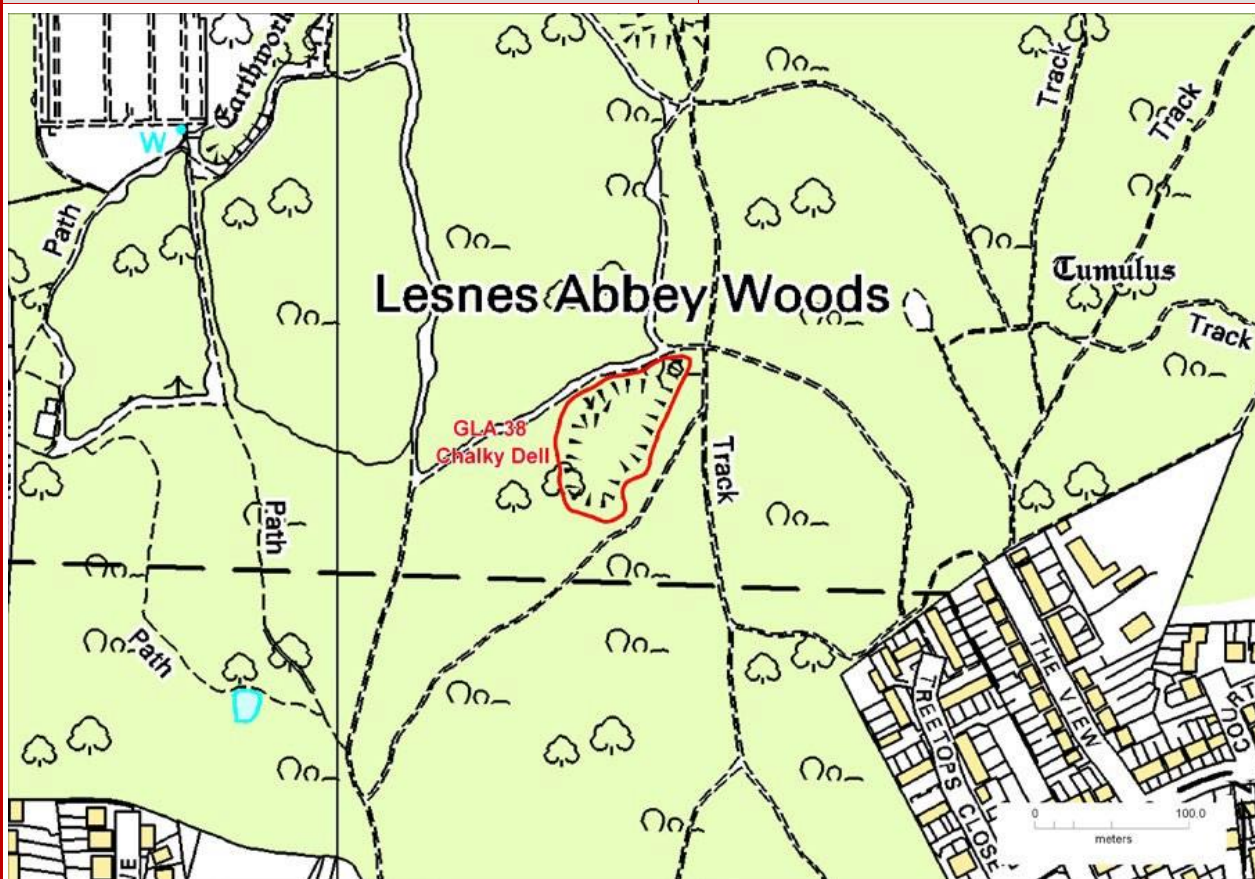 Earthwork
Track
Track
W
Path
Tumulus
Lesnes Abbey Woods
Track
GLA 38
Chalky Dell
Track
Path
Path
THE VIEW
TREETOPS CLOSE
COURT
0 100.0
meters